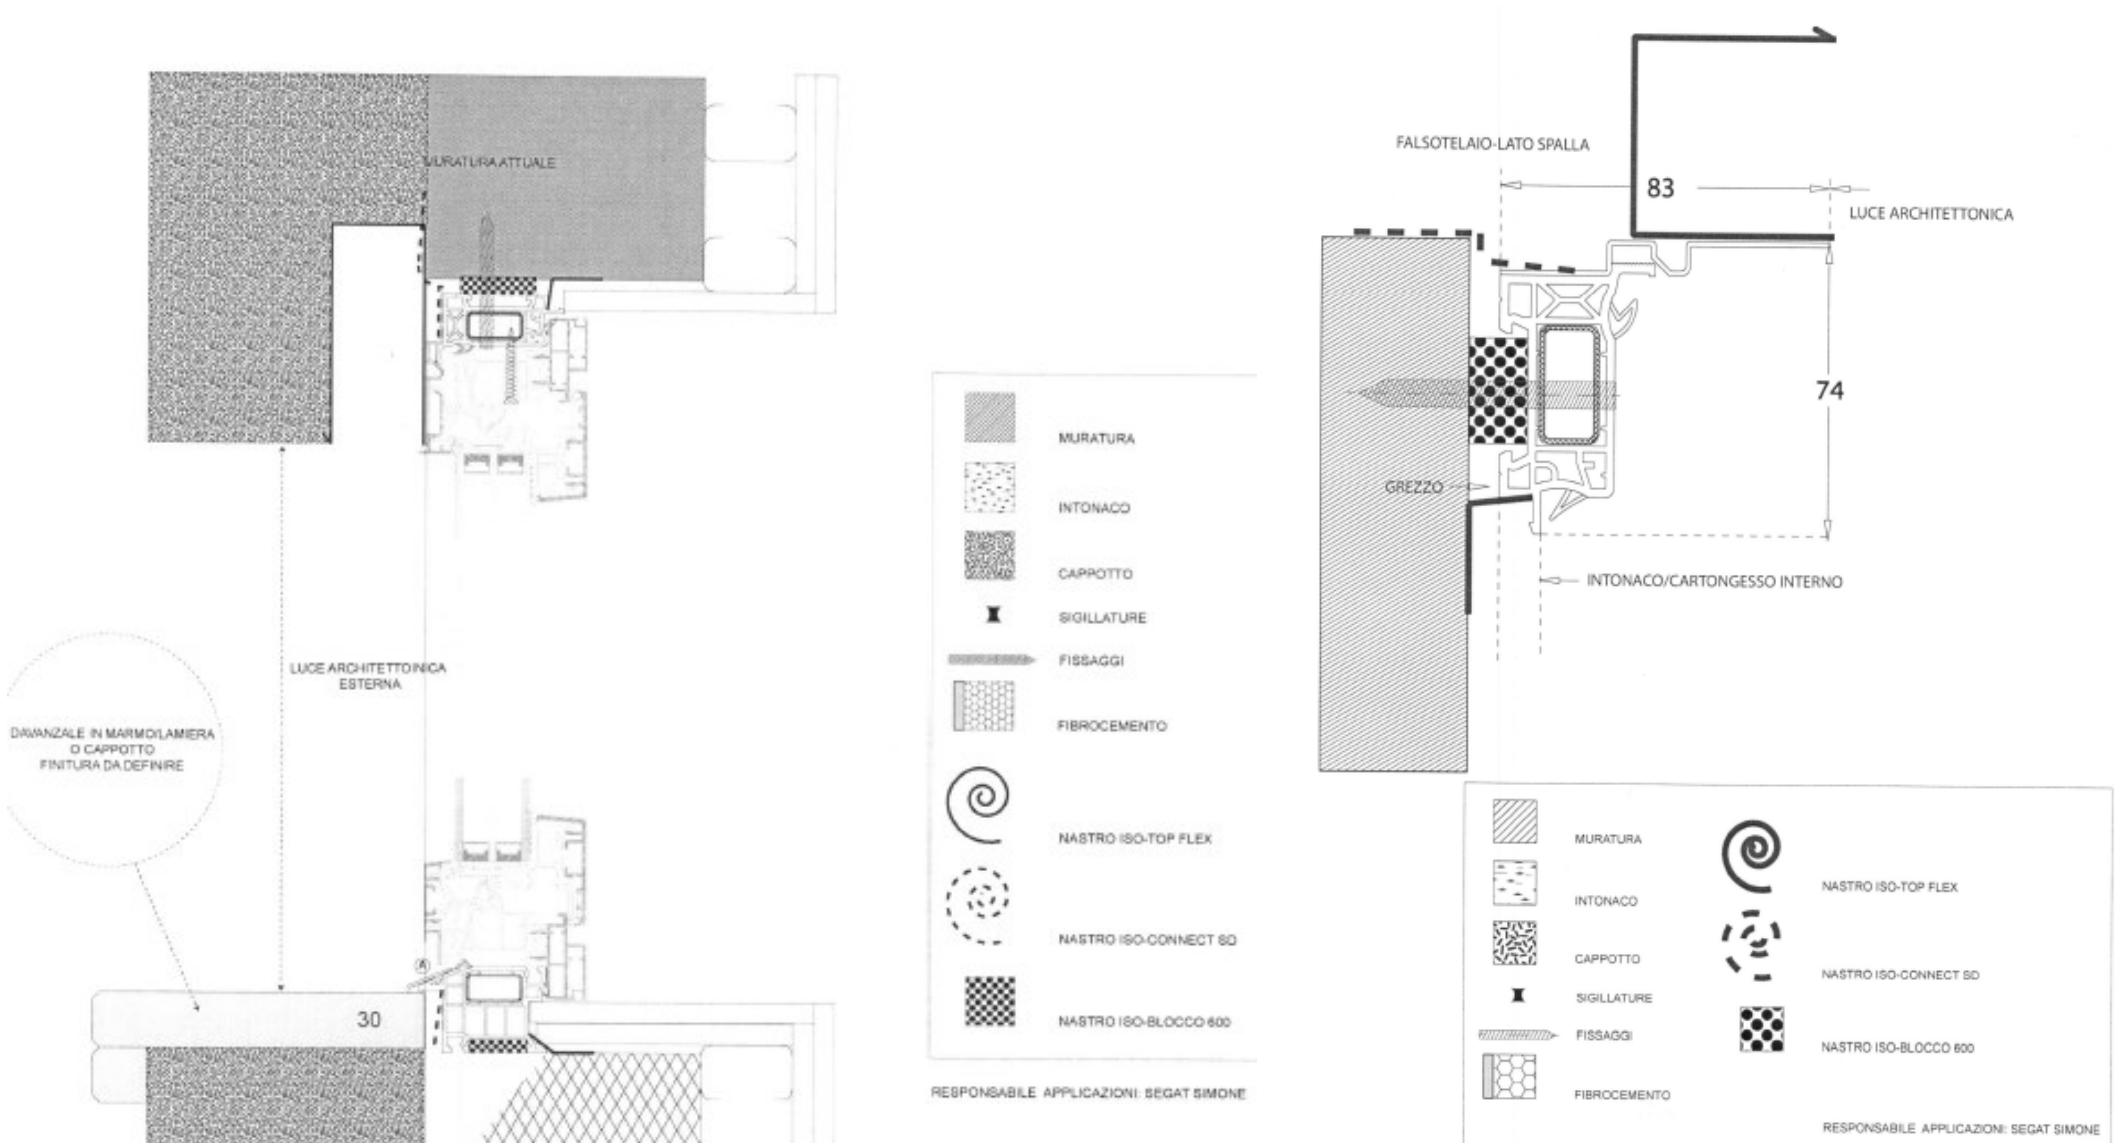 MURATURA ATTUALE
LUCE ARCHITETTOINICA
ESTERNA
DAVANZALE IN MARMO/LAMIERA
O CAPPOTTO
FINITURA DA DEFINIRE
A
30
MURATURA
INTONACO
CAPPOTTO
SIGILLATURE
FISSAGGI
FIBROCEMENTO
NASTRO ISO-TOP FLEX
NASTRO ISO-CONNECT SD
NASTRO ISO-BLOCCO 600
RESPONSABILE APPLICAZIONI: SEGAT SIMONE
FALSOTELAIO-LATO SPALLA
83
LUCE ARCHITETTONICA
74
GREZZO
INTONACO/CARTONGESSO INTERNO
MURATURA
INTONACO
CAPPOTTO
SIGILLATURE
FISSAGGI
FIBROCEMENTO
NASTRO ISO-TOP FLEX
NASTRO ISO-CONNECT SD
NASTRO ISO-BLOCCO 600
RESPONSABILE APPLICAZIONI: SEGAT SIMONE